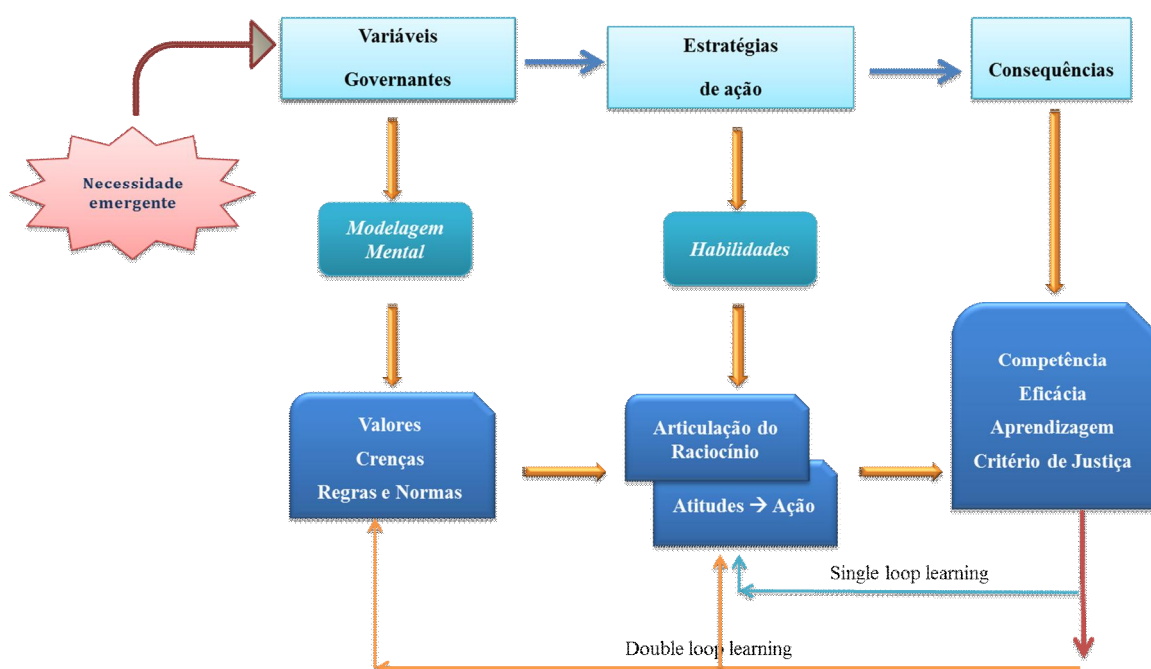 Variáveis
Governantes
Estratégias
de ação
Consequências
Necessidade
emergente
Modelagem
Mental
Habilidades
Valores
Crenças
Regras e Normas
Articulação do
Raciocínio
Atitudes → Ação
Competência
Eficácia
Aprendizagem
Critério de Justiça
Single loop learning
Double loop learning